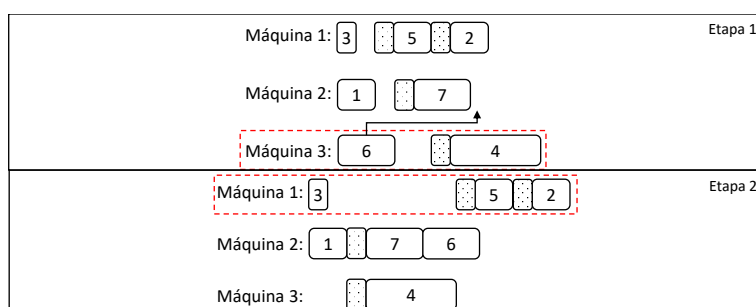 Etapa 1
Máquina 1: 3 5 2
Máquina 2: 1 7
Máquina 3: 6 4
Etapa 2
Máquina 1: 3 5 2
Máquina 2: 1 7 6
Máquina 3: 4